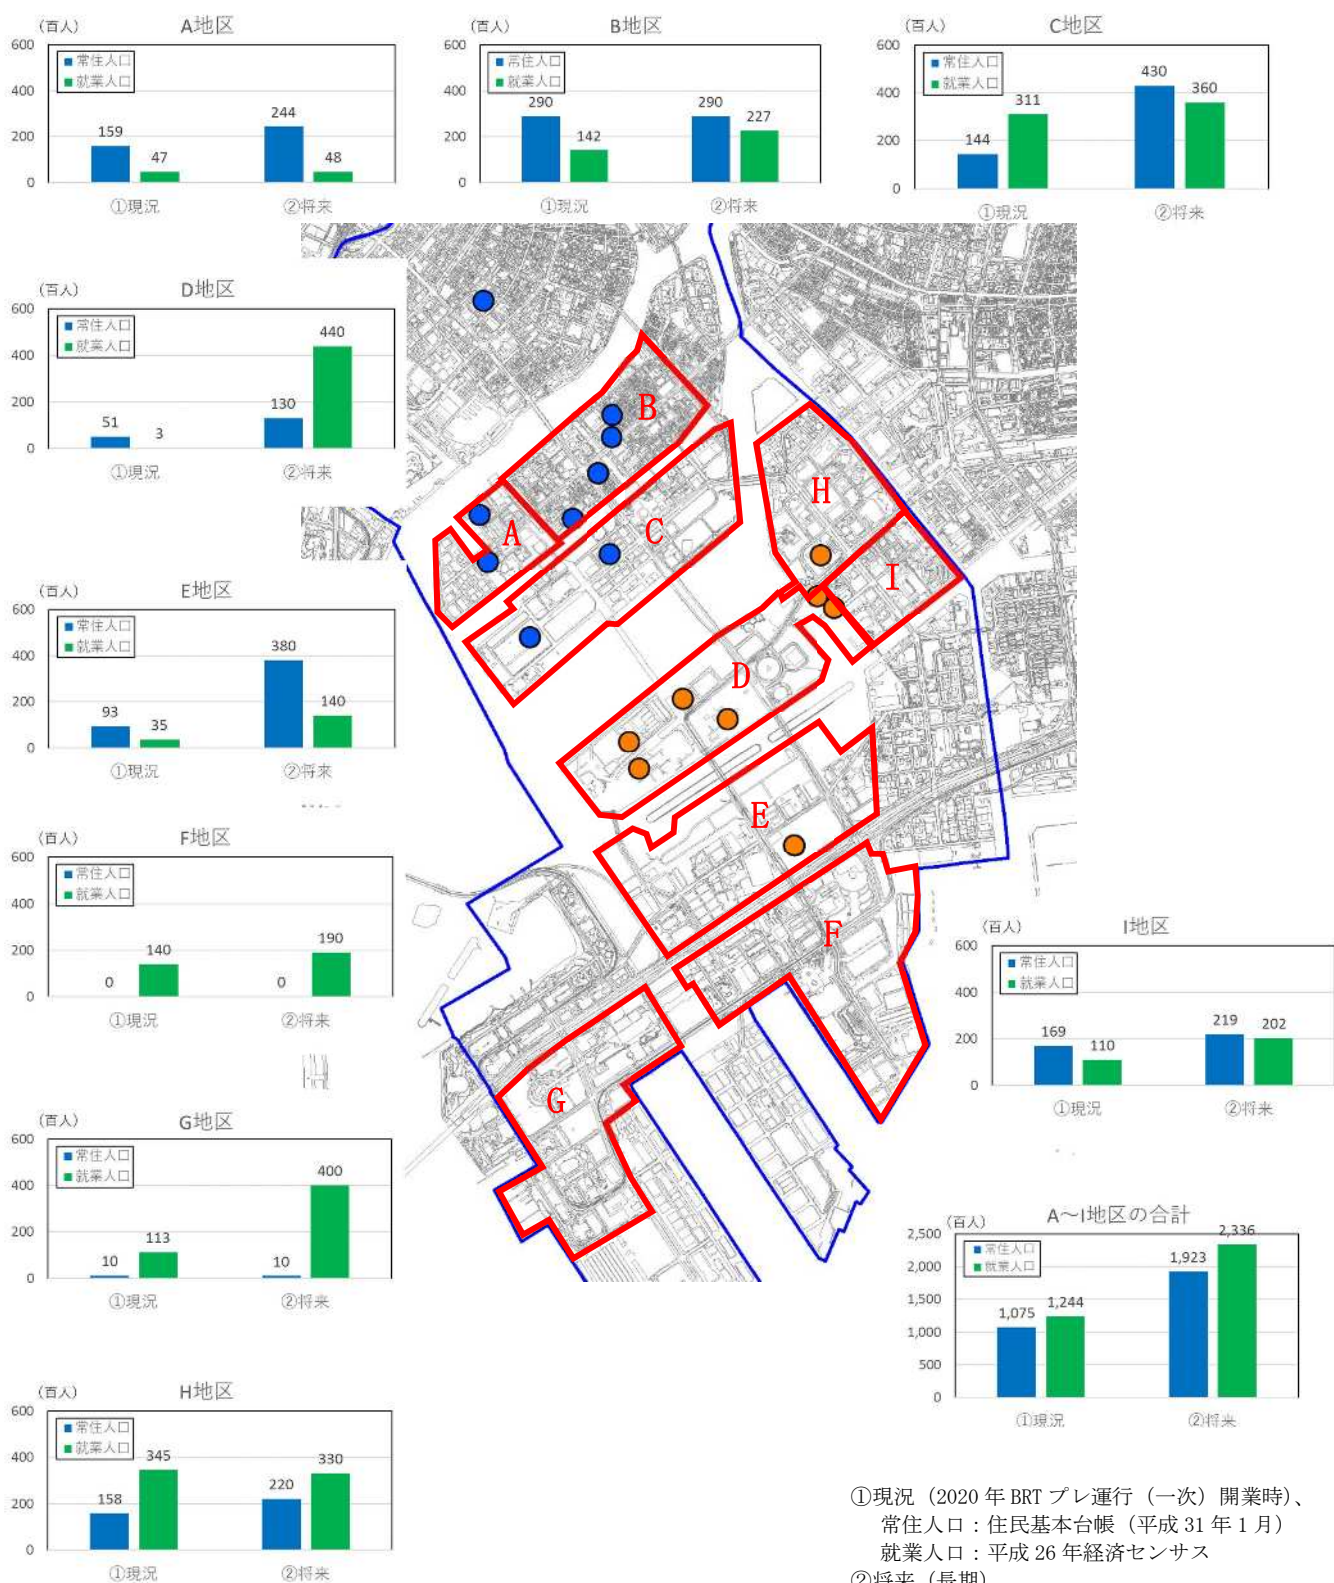 A地区
(百人)
600
400
200
0
常住人口
就業人口
159
47
244
48
①現況
②将来
B地区
(百人)
600
400
200
0
常住人口
就業人口
290
142
290
227
①現況
②将来
C地区
(百人)
600
400
200
0
常住人口
就業人口
144
311
430
360
①現況
②将来
D地区
(百人)
600
400
200
0
常住人口
就業人口
51
3
130
440
①現況
②将来
E地区
(百人)
600
400
200
0
常住人口
就業人口
93
35
380
140
①現況
②将来
F地区
(百人)
600
400
200
0
常住人口
就業人口
0
140
0
190
①現況
②将来
G地区
(百人)
600
400
200
0
常住人口
就業人口
10
113
10
400
①現況
②将来
H地区
(百人)
600
400
200
0
常住人口
就業人口
158
345
220
330
①現況
②将来
B
A
C
H
I
D
E
F
G
I地区
(百人)
600
400
200
0
常住人口
就業人口
169
110
219
202
①現況
②将来
A～I地区の合計
(百人)
2,500
2,000
1,500
1,000
500
0
常住人口
就業人口
1,075
1,244
1,923
2,336
①現況
②将来
①現況（2020 年 BRT プレ運行（一次）開業時）、
常住人口：住民基本台帳（平成 31 年 1 月）
就業人口：平成 26 年経済センサス
②将来（長期）